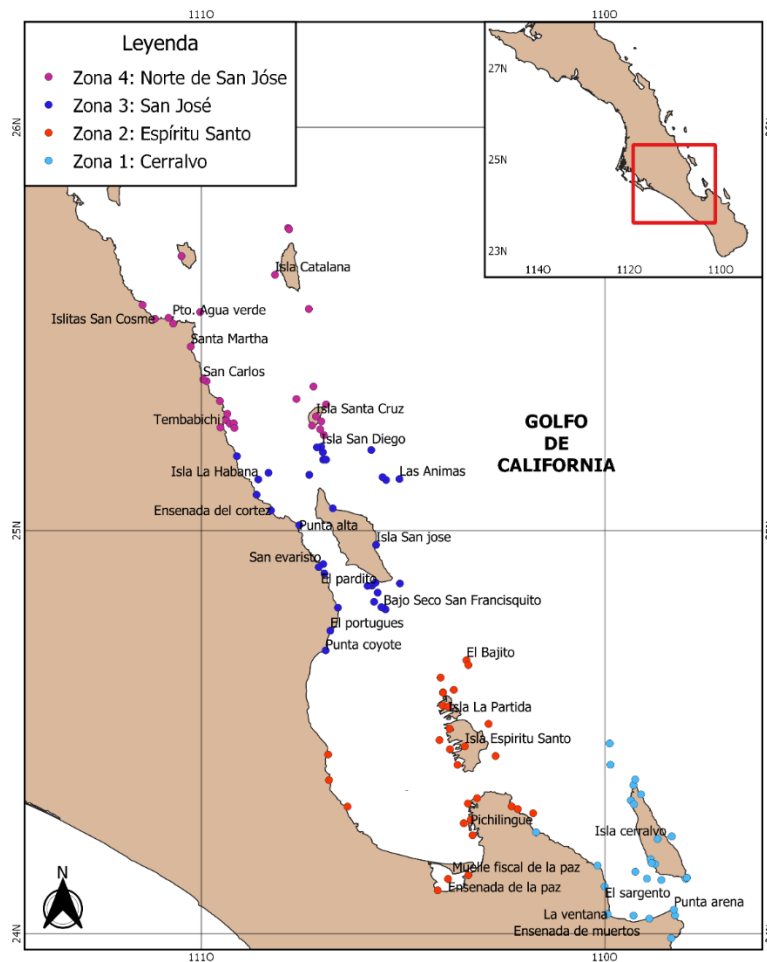 111O
110O
Leyenda
Zona 4: Norte de San Jóse
Zona 3: San José
Zona 2: Espíritu Santo
Zona 1: Cerralvo
27N
25N
23N
114O
112O
110O
26N
Isla Catalana
Pto. Agua verde
Islitas San Cosme
Santa Martha
San Carlos
Isla Santa Cruz
Tembabichi
Isla San Diego
GOLFO
DE
CALIFORNIA
Isla La Habana
Las Animas
Ensenada del cortez
25N
Punta alta
Isla San jose
San evaristo
El pardito
Bajo Seco San Francisquito
El portugues
Punta coyote
El Bajito
Isla La Partida
Isla Espiritu Santo
Pichilingue
Isla cerralvo
Muelle fiscal de la paz
Ensenada de la paz
El sargento
Punta arena
La ventana
Ensenada de muertos
N
24N
24N
111O
110O